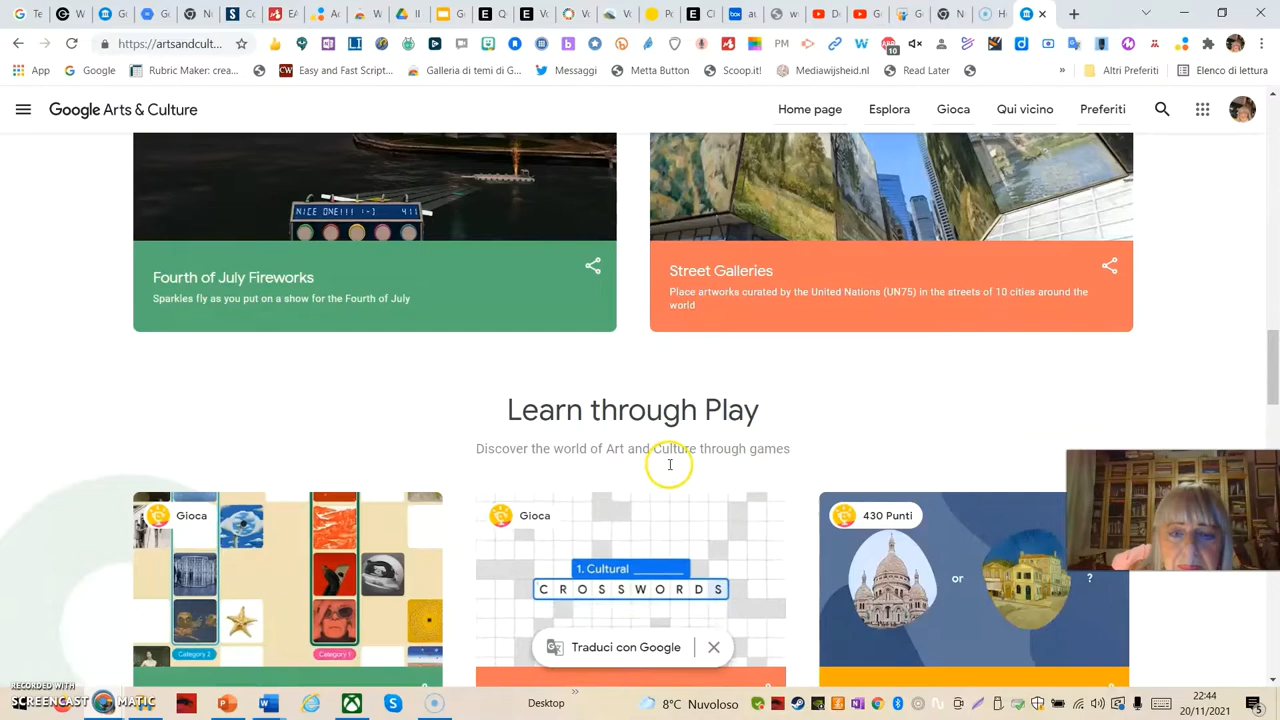 https://artsandcult...
App
Google
Rubric Maker: crea...
Easy and Fast Script...
Galleria di temi di G...
Messaggi
Metta Button
Scoop.it!
Mediawijsheid.nl
Read Later
»
Altri Preferiti
Elenco di lettura
Google Arts & Culture
Home page
Esplora
Gioca
Qui vicino
Preferiti
NICE ONE!!! :-) 411
Fourth of July Fireworks
Sparkles fly as you put on a show for the Fourth of July
Street Galleries
Place artworks curated by the United Nations (UN75) in the streets of 10 cities around the
world
Learn through Play
Discover the world of Art and Culture through games
Gioca
Category 2
Category 1
Gioca
1. Cultural ________
CROSSWORDS
430 Punti
or
?
Traduci con Google
RECORDED WITH
SCREENCAST MATIC
Desktop
8°C Nuvoloso
22:44
20/11/2021